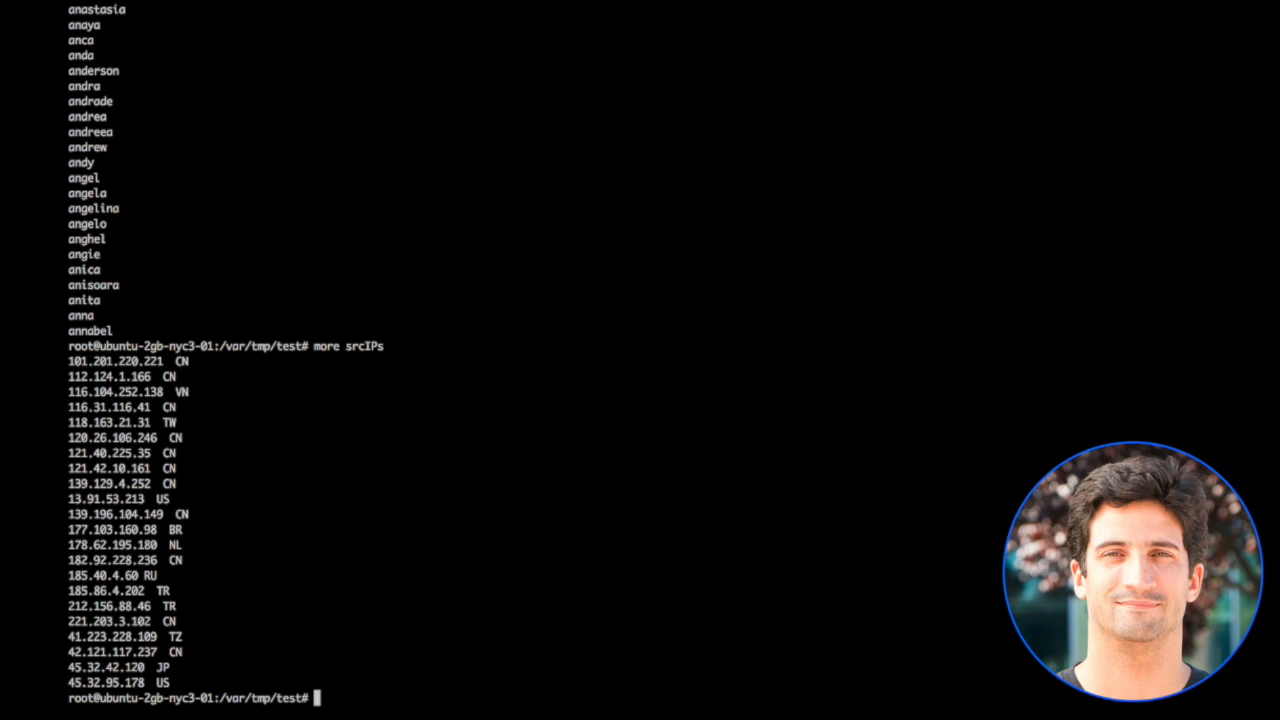 anastasia
anaya
anca
anda
anderson
andra
andrade
andrea
andreea
andrew
andy
angel
angela
angelina
angelo
anghel
angie
anica
anisoara
anita
anna
annabel
root@ubuntu-2gb-nyc3-01:/var/tmp/test# more srcIPs
101.201.220.221  CN
112.124.1.166  CN
116.104.252.138  VN
116.31.116.41  CN
118.163.21.31  TW
120.26.106.246  CN
121.40.225.35  CN
121.42.10.161  CN
139.129.4.252  CN
13.91.53.213  US
139.196.104.149  CN
177.103.160.98  BR
178.62.195.180  NL
182.92.228.236  CN
185.40.4.60 RU
185.86.4.202  TR
212.156.88.46  TR
221.203.3.102  CN
41.223.228.109  TZ
42.121.117.237  CN
45.32.42.120  JP
45.32.95.178  US
root@ubuntu-2gb-nyc3-01:/var/tmp/test#